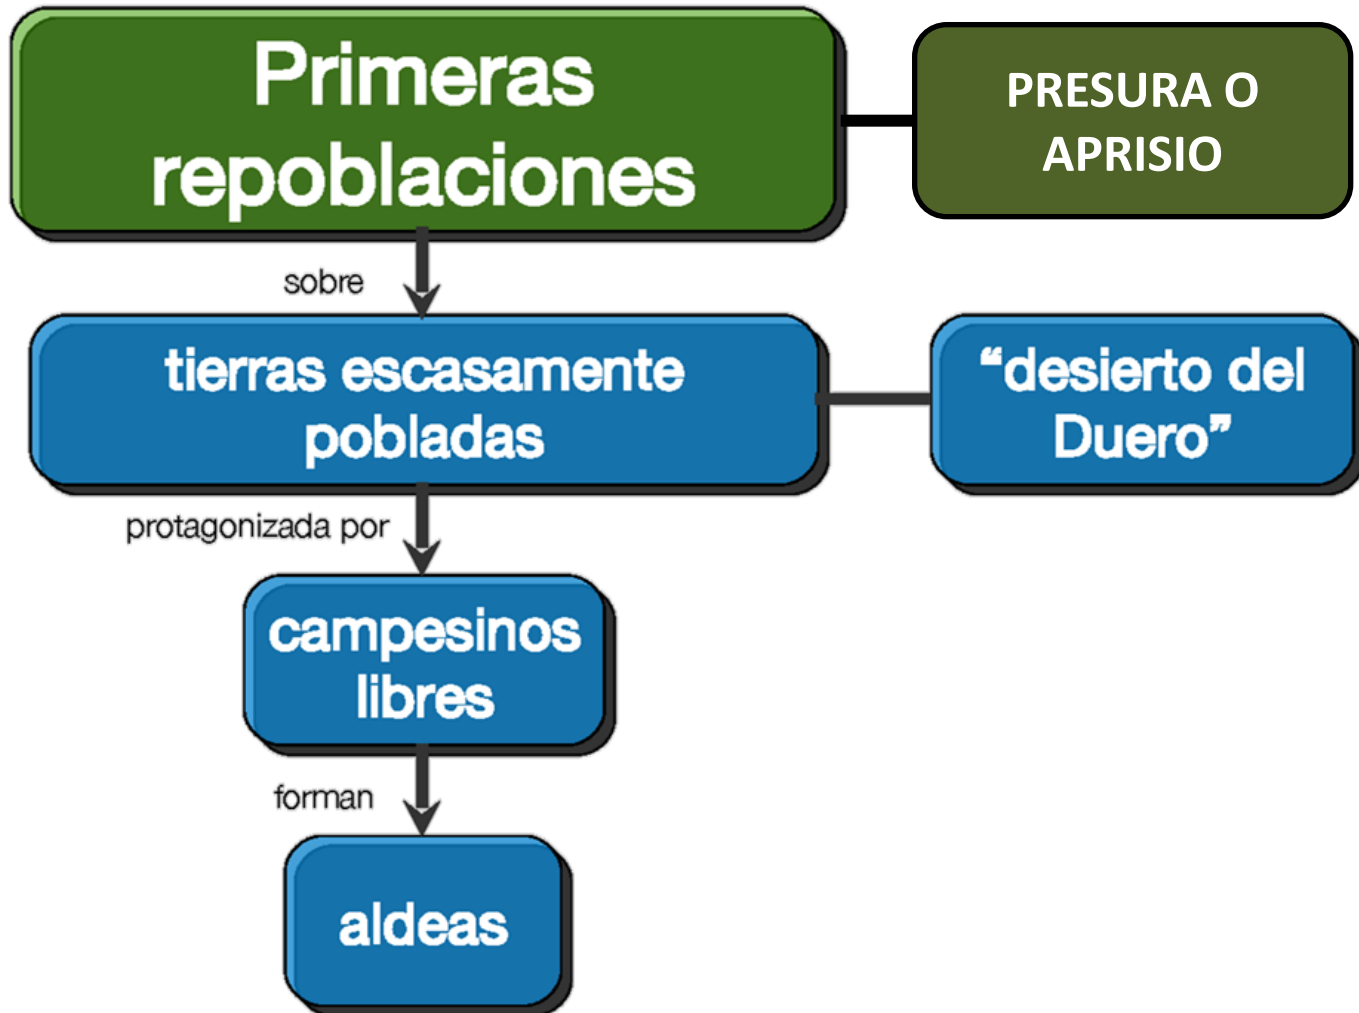 Primeras
repoblaciones
PRESURA O
APRISIO
sobre
tierras escasamente
pobladas
“desierto del
Duero”
protagonizada por
campesinos
libres
forman
aldeas